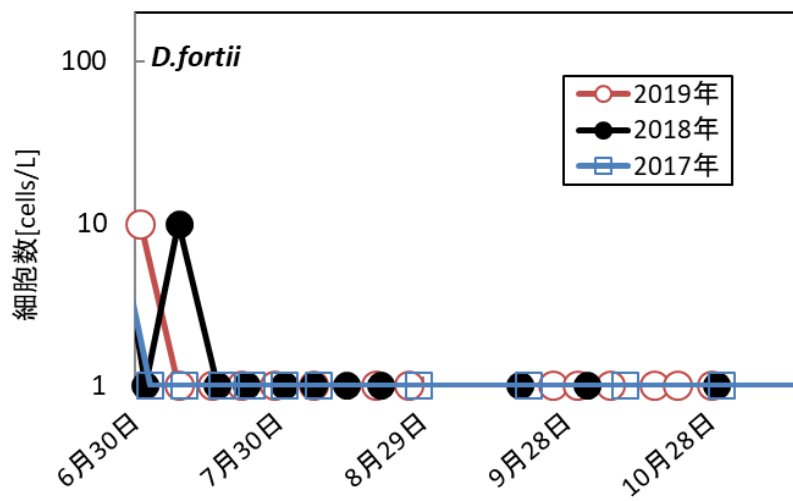 D.fortii
細胞数[cells/L]
100
10
1
2019年
2018年
2017年
6月30日
7月30日
8月29日
9月28日
10月28日